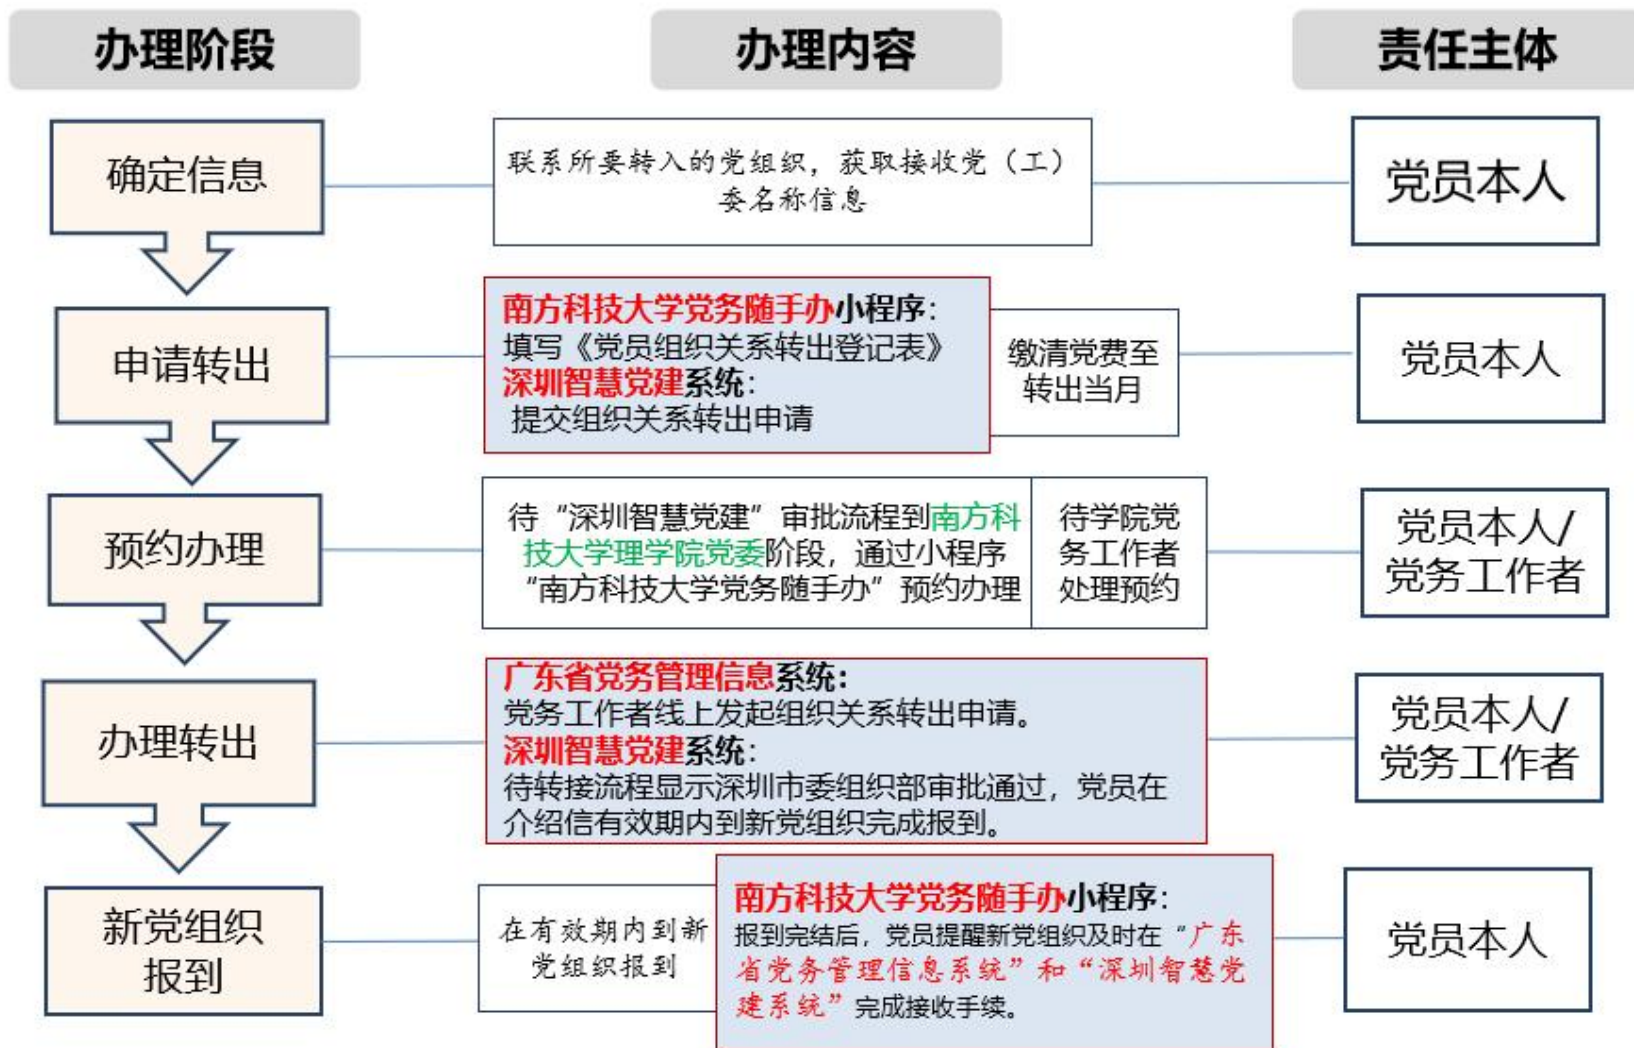 办理阶段
办理内容
责任主体
确定信息
联系所要转入的党组织，获取接收党（工）
委名称信息
党员本人
申请转出
南方科技大学党务随手办小程序：
填写《党员组织关系转出登记表》
深圳智慧党建系统：
提交组织关系转出申请
缴清党费至
转出当月
党员本人
预约办理
待“深圳智慧党建”审批流程到南方科
技大学理学院党委阶段，通过小程序
“南方科技大学党务随手办”预约办理
待学院党
务工作者
处理预约
党员本人/
党务工作者
办理转出
广东省党务管理信息系统：
党务工作者线上发起组织关系转出申请。
深圳智慧党建系统：
待转接流程显示深圳市委组织部审批通过，党员在
介绍信有效期内到新党组织完成报到。
党员本人/
党务工作者
新党组织
报到
在有效期内到新
党组织报到
南方科技大学党务随手办小程序：
报到完结后，党员提醒新党组织及时在“广东
省党务管理信息系统”和“深圳智慧党
建系统”完成接收手续。
党员本人